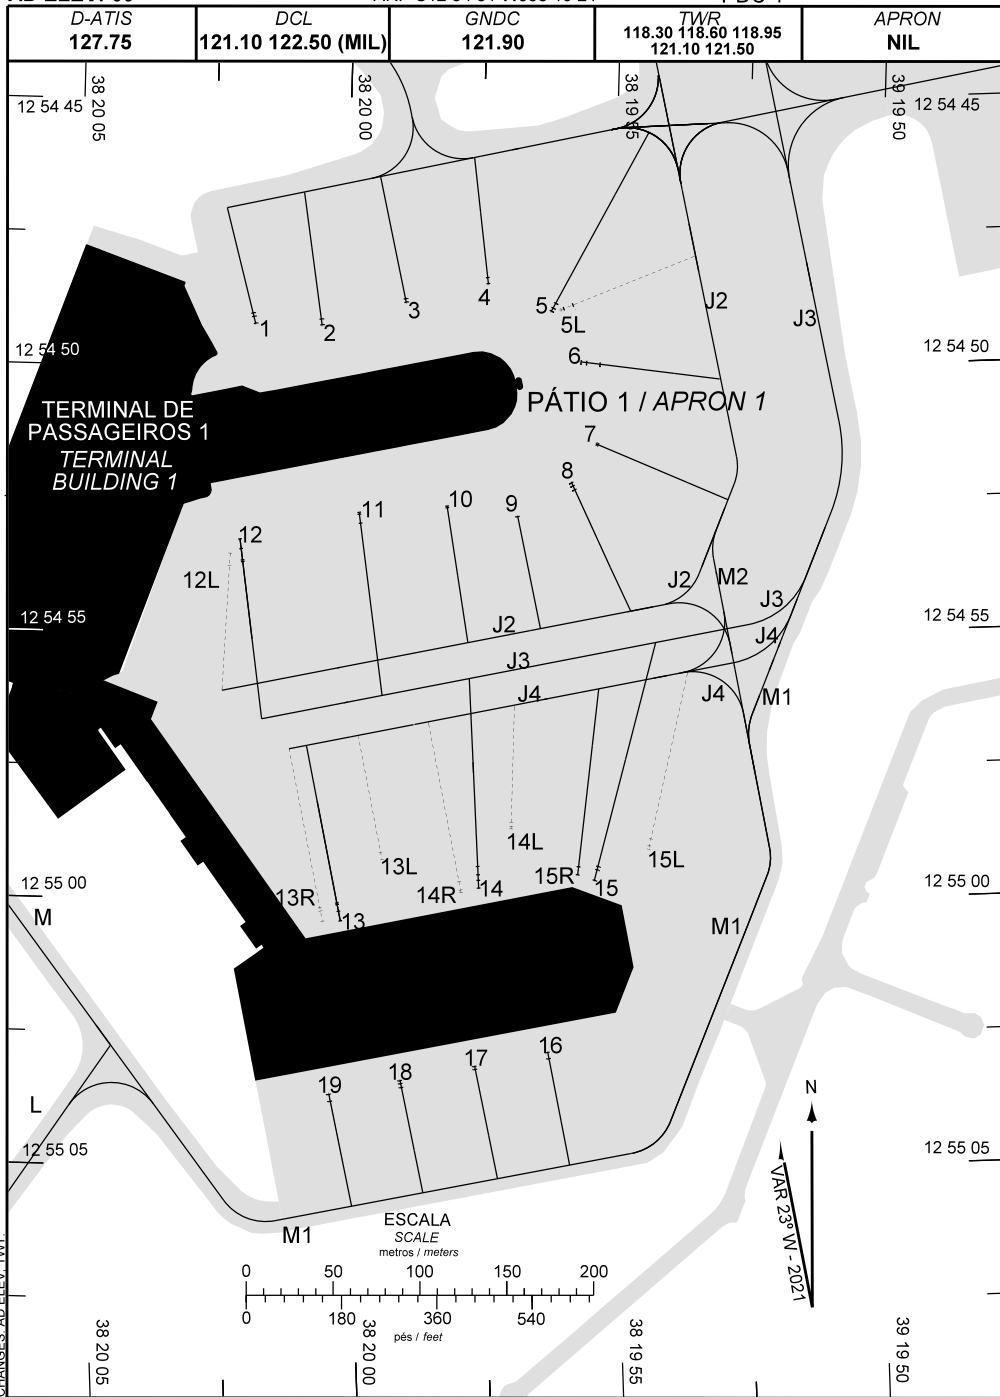 D-ATIS
127.75
DCL
121.10 122.50 (MIL)
GNDC
121.90
TWR
118.30 118.60 118.95
121.10 121.50
APRON
NIL
38 20 05
38 20 00
38 19 55
39 19 50
12 54 45
12 54 45
1
2
3
4
5
5L
J2
J3
12 54 50
12 54 50
6
PÁTIO 1 / APRON 1
TERMINAL DE
PASSAGEIROS 1
TERMINAL
BUILDING 1
7
8
9
10
11
12
12L
J2
M2
J3
12 54 55
12 54 55
J2
J4
J3
J4
J4
M1
14L
13L
15L
15R
15
14
14R
13R
13
12 55 00
12 55 00
M
M1
16
17
18
19
N
L
12 55 05
12 55 05
VAR 23º W - 2021
M1
ESCALA
SCALE
metros / meters
0 50 100 150 200
0 180 360 540
pés / feet
38 20 05
38 20 00
38 19 55
39 19 50